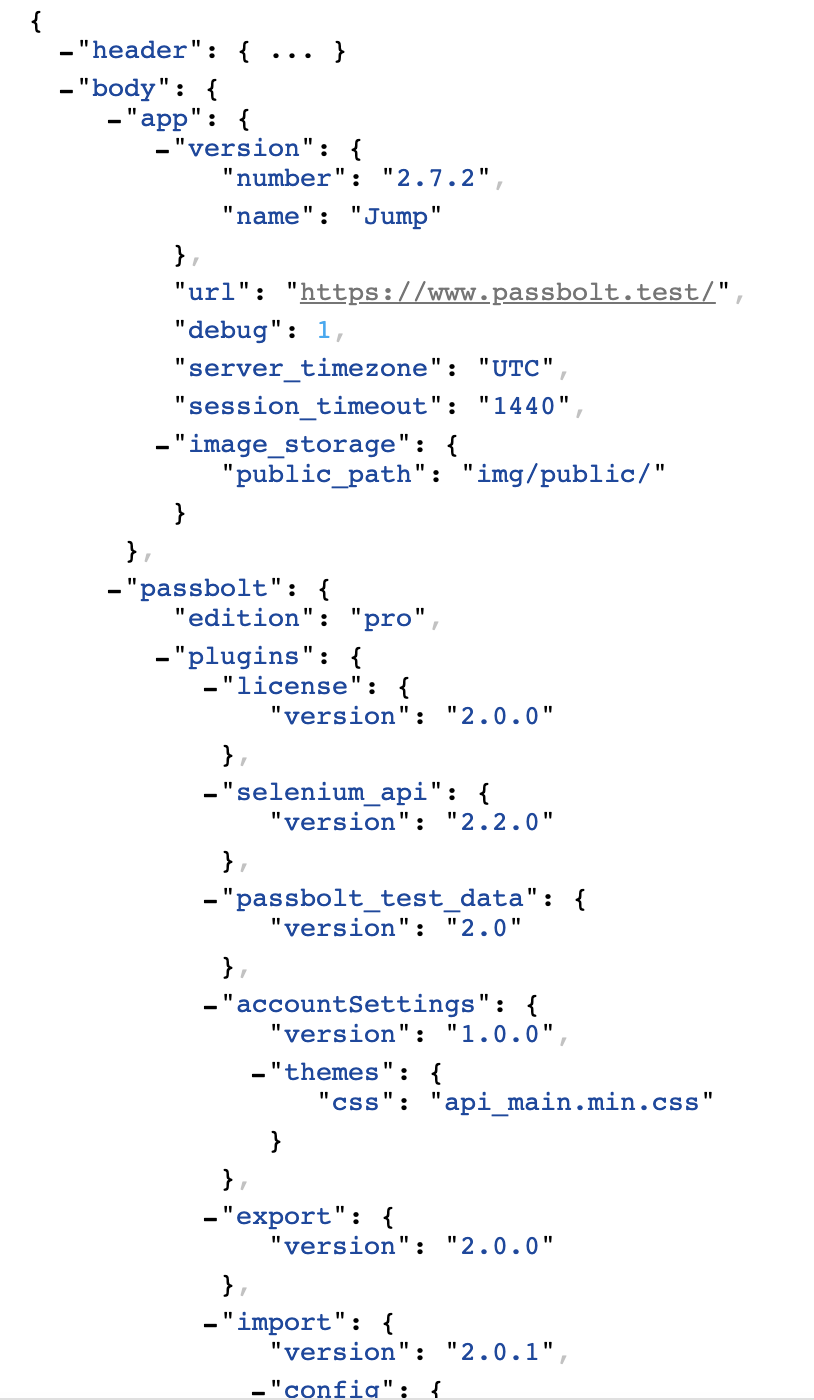 {
"header": { ... }
"body": {
"app": {
"version": {
"number": "2.7.2",
"name": "Jump"
},
"url": "https://www.passbolt.test/",
"debug": 1,
"server_timezone": "UTC",
"session_timeout": "1440",
"image_storage": {
"public_path": "img/public/"
}
},
"passbolt": {
"edition": "pro",
"plugins": {
"license": {
"version": "2.0.0"
},
"selenium_api": {
"version": "2.2.0"
},
"passbolt_test_data": {
"version": "2.0"
},
"accountSettings": {
"version": "1.0.0",
"themes": {
"css": "api_main.min.css"
}
},
"export": {
"version": "2.0.0"
},
"import": {
"version": "2.0.1",
"config": {